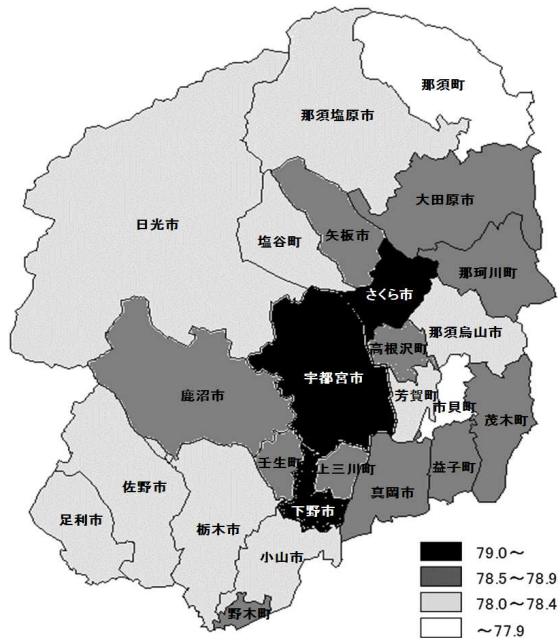 那須町
那須塩原市
大田原市
日光市
塩谷町
矢板市
那珂川町
さくら市
那須烏山市
高根沢町
宇都宮市
鹿沼市
芳賀町
市貝町
茂木町
壬生町
上三川町
益子町
真岡市
佐野市
下野市
足利市
栃木市
小山市
野木町
79.0～
78.5～78.9
78.0～78.4
～77.9